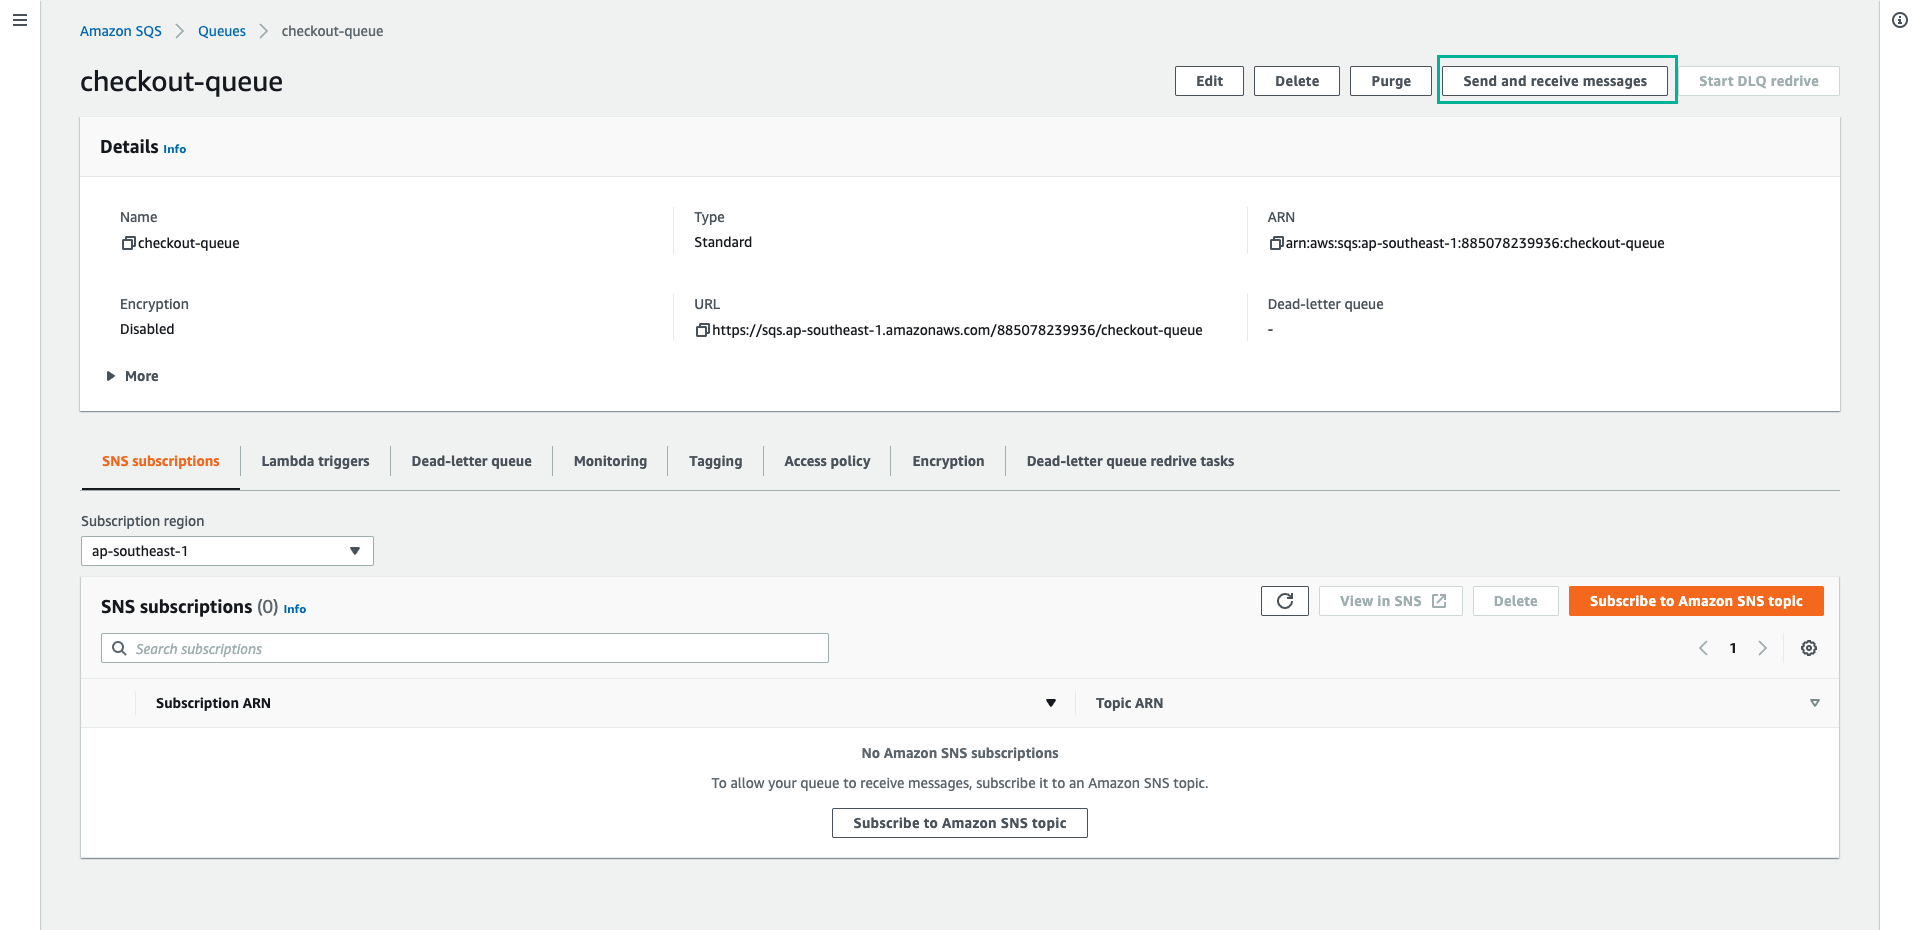 Amazon SQS > Queues > checkout-queue
checkout-queue
Edit Delete Purge Send and receive messages Start DLQ redrive
Details Info
Name Type ARN
checkout-queue Standard arn:aws:sqs:ap-southeast-1:885078239936:checkout-queue
Encryption URL Dead-letter queue
Disabled https://sqs.ap-southeast-1.amazonaws.com/885078239936/checkout-queue -
More
SNS subscriptions Lambda triggers Dead-letter queue Monitoring Tagging Access policy Encryption Dead-letter queue redrive tasks
Subscription region
ap-southeast-1
SNS subscriptions (0) Info View in SNS Delete Subscribe to Amazon SNS topic
Search subscriptions 1
Subscription ARN Topic ARN
No Amazon SNS subscriptions
To allow your queue to receive messages, subscribe it to an Amazon SNS topic.
Subscribe to Amazon SNS topic